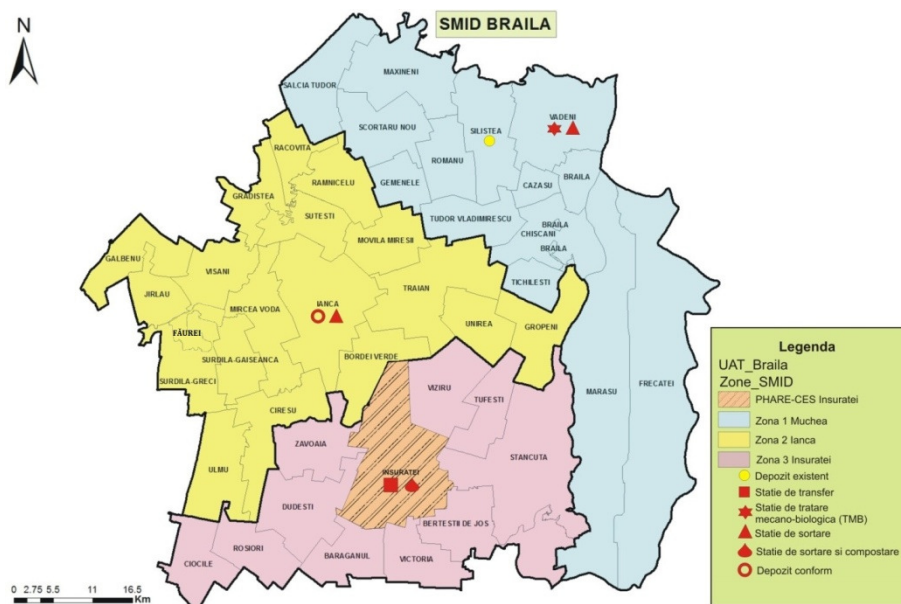 N
SMID BRAILA
MAXINENI
SALCIA TUDOR
VADENI
SCORTARU NOU
SILISTEA
RACOVITA
ROMANU
BRAILA
RAMNICELU
GEMENELE
CAZASU
GRADISTEA
SUTESTI
TUDOR VLADIMIRESCU
BRAILA
CHISCANI
BRAILA
MOVILA MIRESII
GALBENU
VISANI
TICHILESTI
JIRLAU
TRAIAN
MIRCEA VODA
IANCA
UNIREA
GROPENI
FĂUREI
SURDILA-GAISEANCA
BORDEI VERDE
SURDILA-GRECI
VIZIRU
MARASU
FRECATEI
TUFESTI
CIRESU
ZAVOAIA
STANCUTA
ULMU
INSURATEI
DUDESTI
BERTESTII DE JOS
ROSIORI
BARAGANUL
VICTORIA
CIOCILE
0 2.75 5.5 11 16.5
Km
Legenda
UAT_Braila
Zone_SMID
PHARE-CES Insuratei
Zona 1 Muchea
Zona 2 Ianca
Zona 3 Insuratei
Depozit existent
Statie de transfer
Statie de tratare
mecano-biologica (TMB)
Statie de sortare
Statie de sortare si compostare
Depozit conform